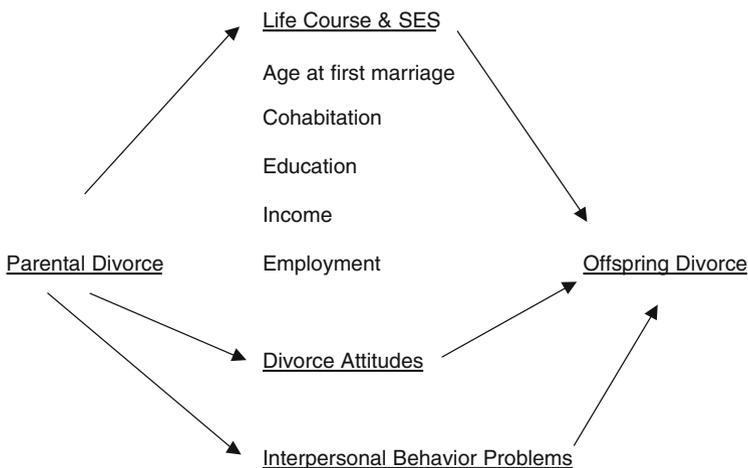 Life Course & SES
Age at first marriage
Cohabitation
Education
Income
Parental Divorce
Employment
Offspring Divorce
Divorce Attitudes
Interpersonal Behavior Problems